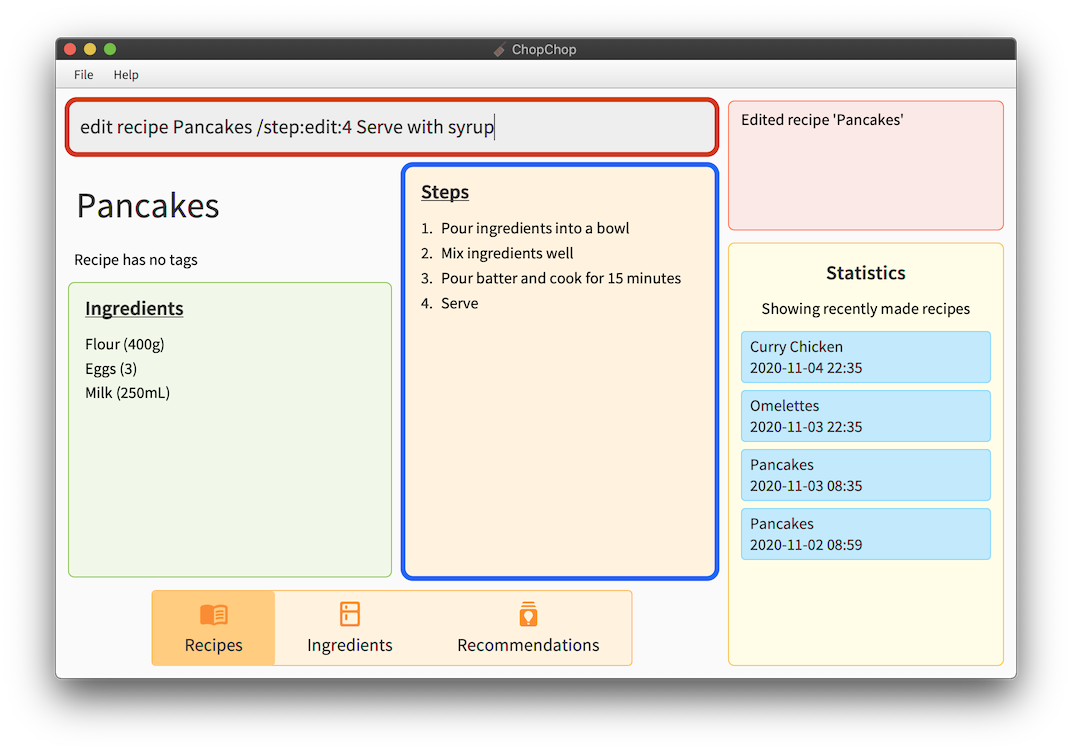 ChopChop
File Help
edit recipe Pancakes /step:edit:4 Serve with syrup
Edited recipe 'Pancakes'
Pancakes
Recipe has no tags
Ingredients
Flour (400g)
Eggs (3)
Milk (250mL)
Steps
1. Pour ingredients into a bowl
2. Mix ingredients well
3. Pour batter and cook for 15 minutes
4. Serve
Statistics
Showing recently made recipes
Curry Chicken
2020-11-04 22:35
Omelettes
2020-11-03 22:35
Pancakes
2020-11-03 08:35
Pancakes
2020-11-02 08:59
Recipes Ingredients Recommendations